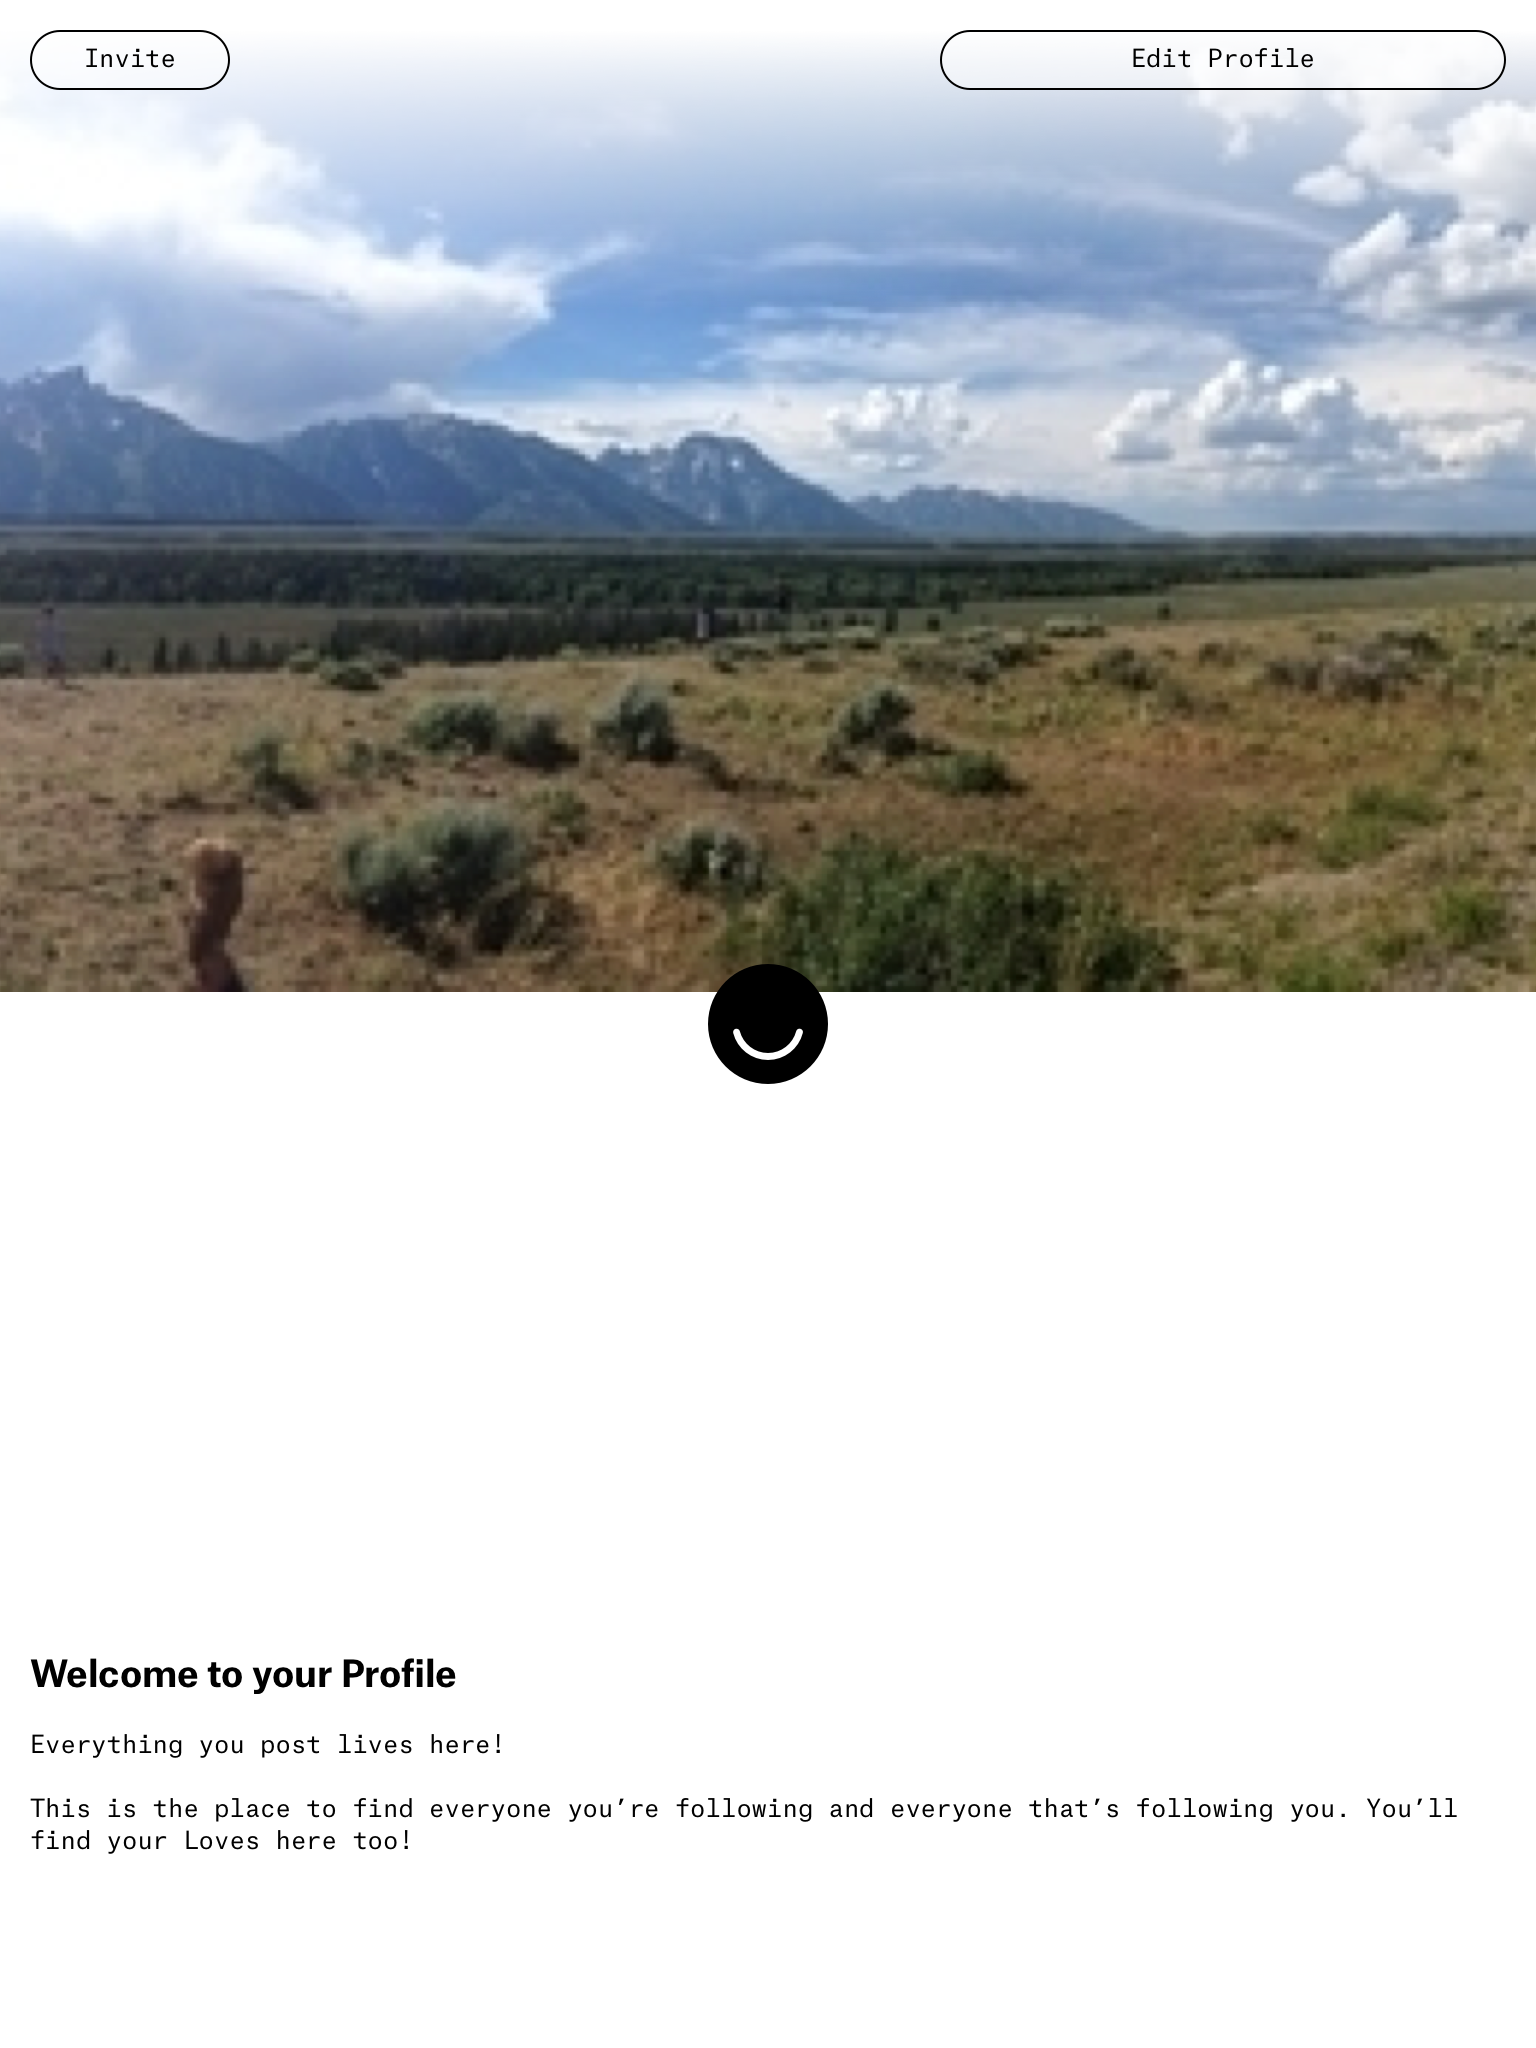 Invite
Edit Profile
Welcome to your Profile
Everything you post lives here!
This is the place to find everyone you’re following and everyone that’s following you. You’ll
find your Loves here too!